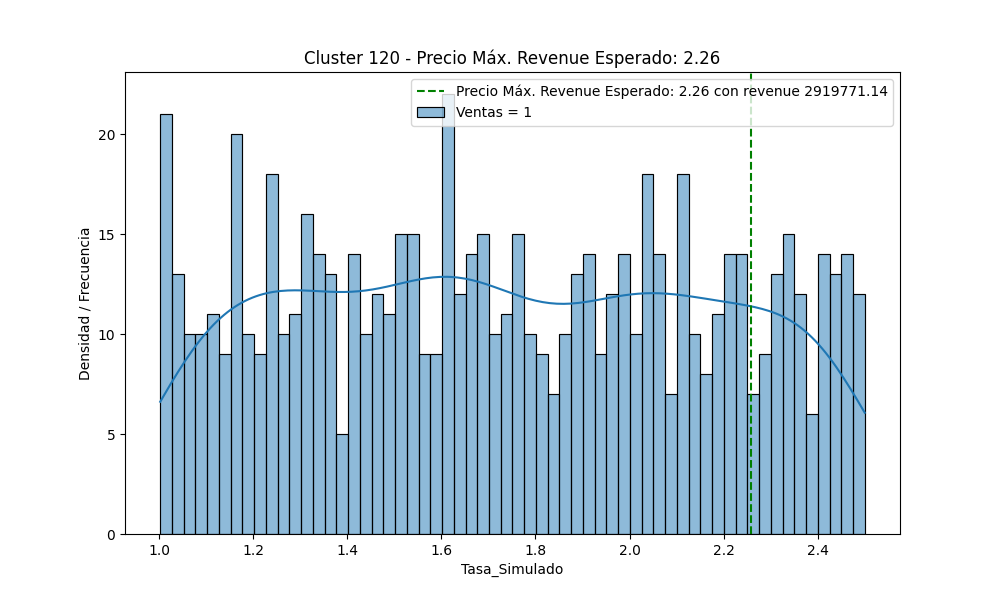 Cluster 120 - Precio Máx. Revenue Esperado: 2.26
Precio Máx. Revenue Esperado: 2.26 con revenue 2919771.14
Ventas = 1
Densidad / Frecuencia
20
15
10
5
0
1.0 1.2 1.4 1.6 1.8 2.0 2.2 2.4
Tasa_Simulado